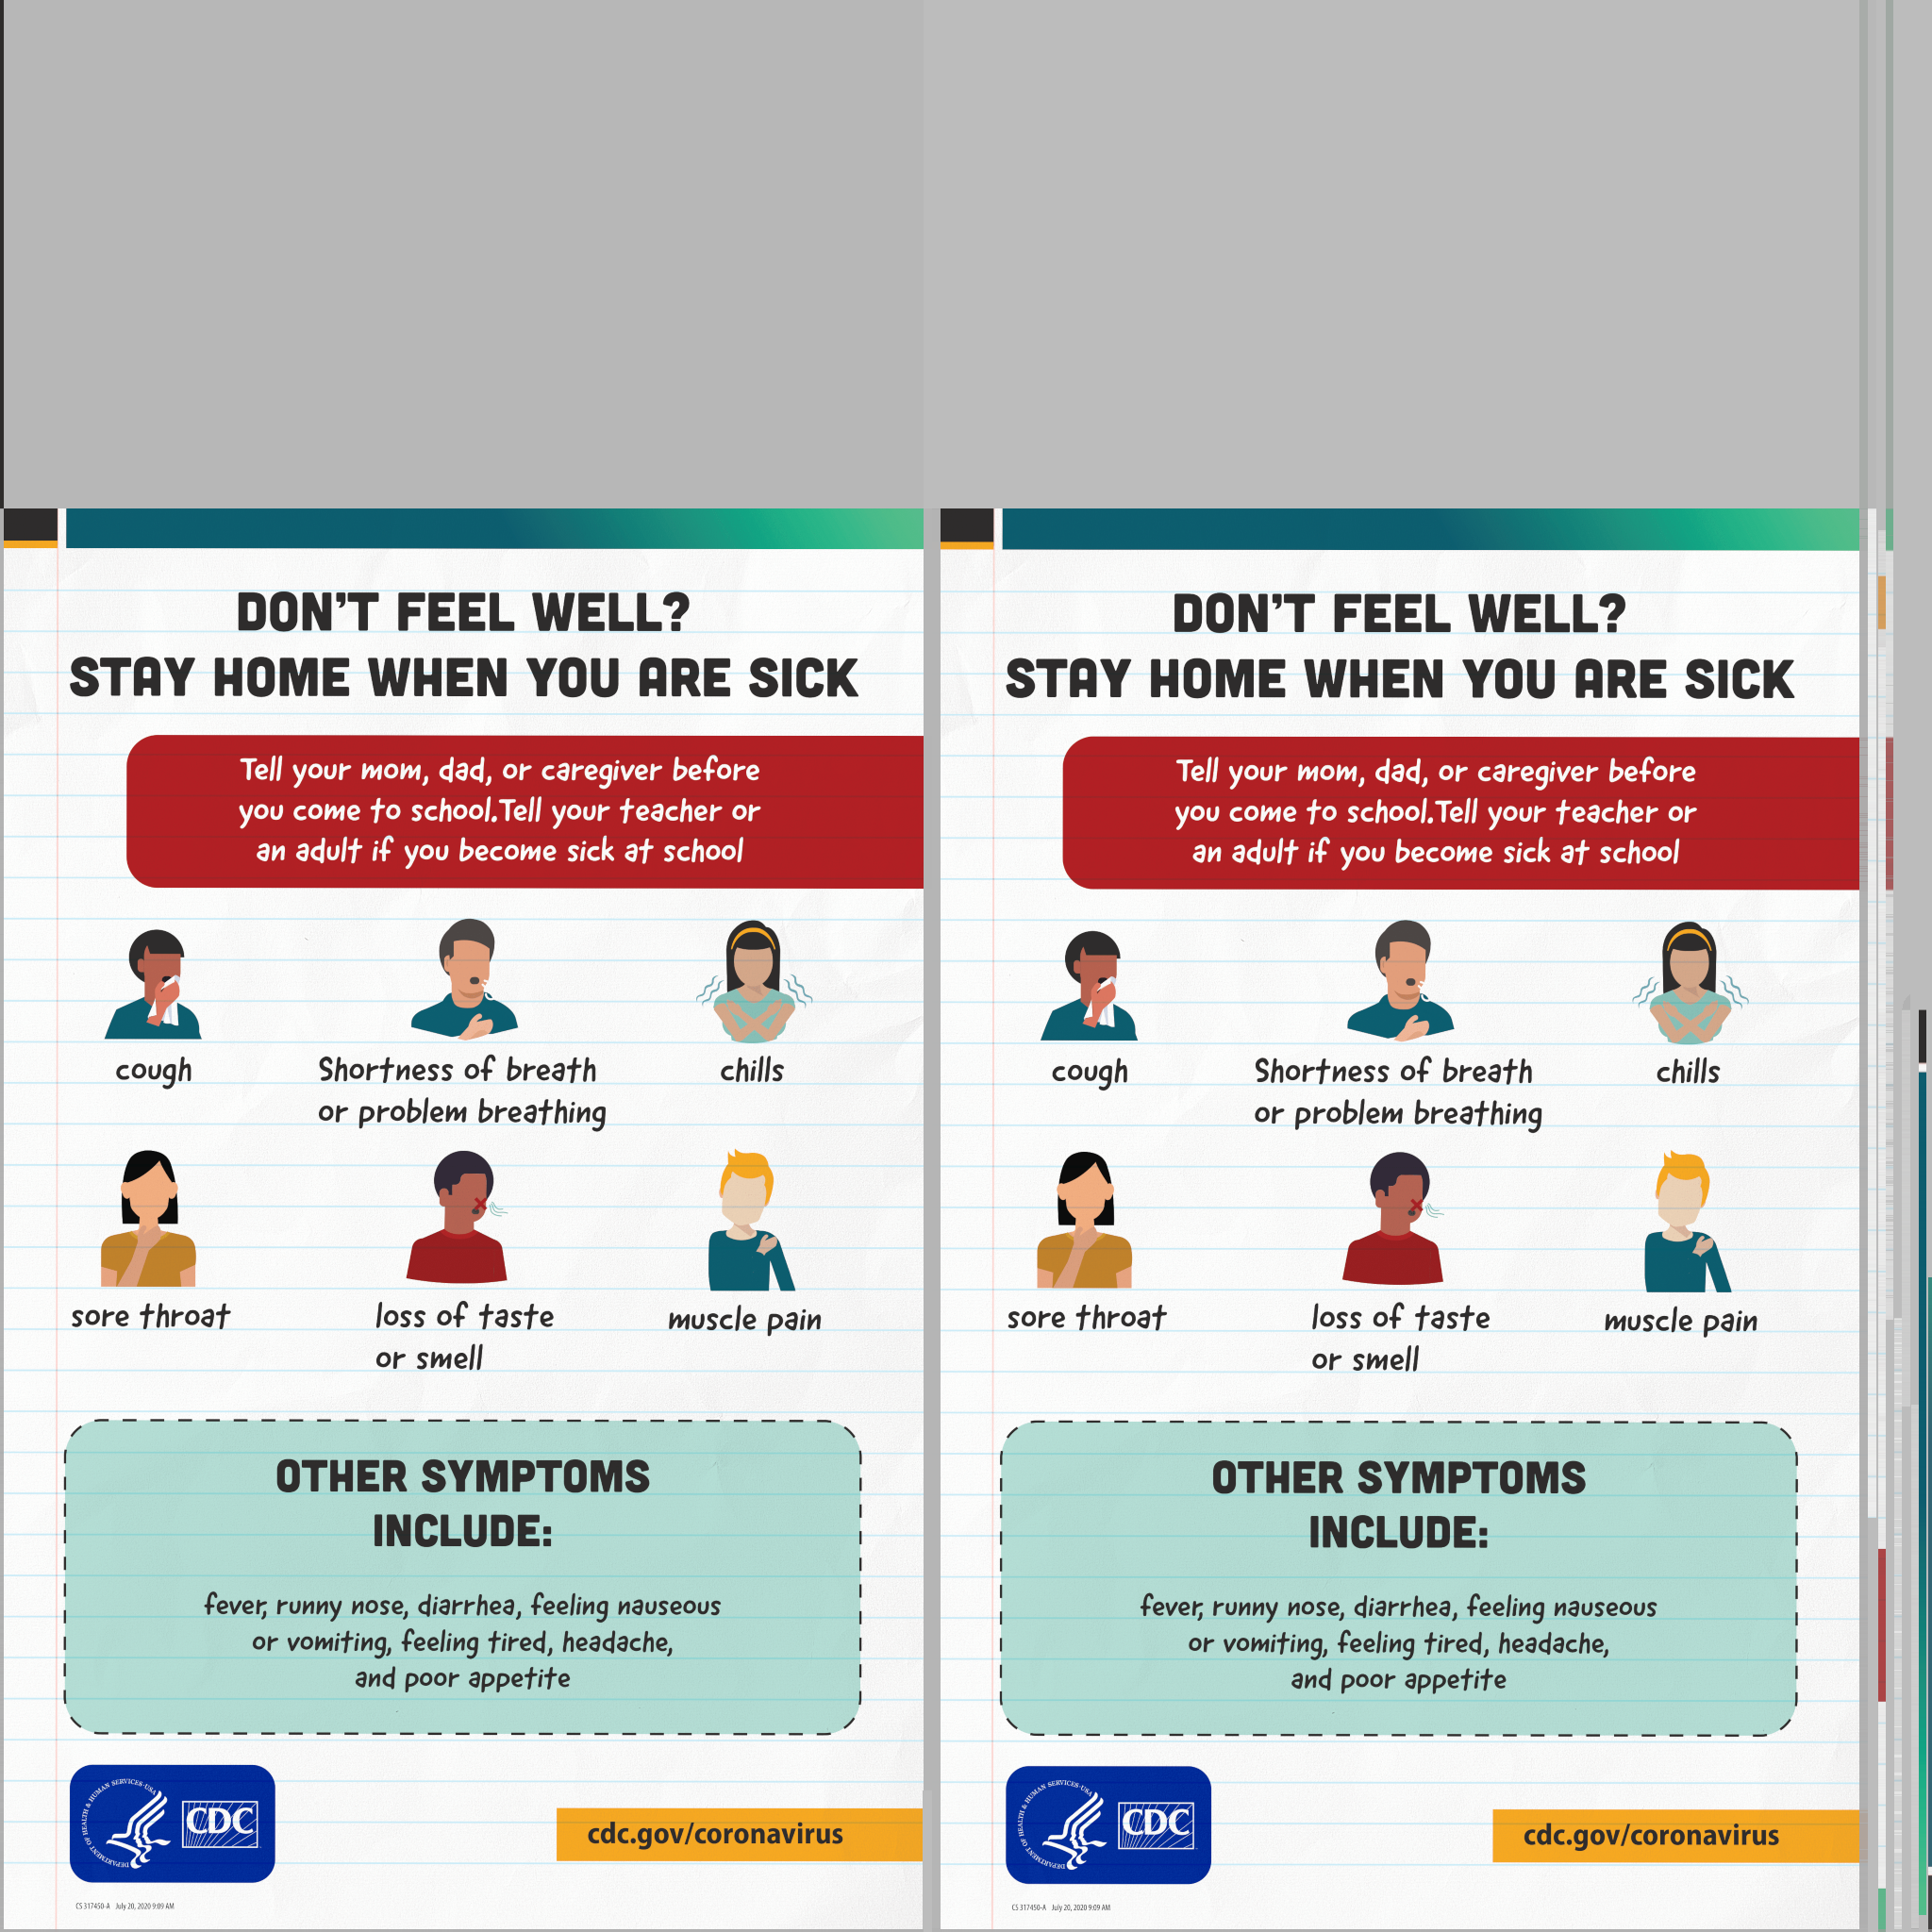 DON'T FEEL WELL?
STAY HOME WHEN YOU ARE SICK
Tell your mom, dad, or caregiver before
you come to school.Tell your teacher or
an adult if you become sick at school
cough
Shortness of breath
or problem breathing
chills
sore throat
loss of taste
or smell
muscle pain
OTHER SYMPTOMS
INCLUDE:
fever, runny nose, diarrhea, feeling nauseous
or vomiting, feeling tired, headache,
and poor appetite
DEPARTMENT OF HEALTH & HUMAN SERVICES·USA
CDC
cdc.gov/coronavirus
CS 317450-A July 20, 2020 9:09 AM
DON'T FEEL WELL?
STAY HOME WHEN YOU ARE SICK
Tell your mom, dad, or caregiver before
you come to school.Tell your teacher or
an adult if you become sick at school
cough
Shortness of breath
or problem breathing
chills
sore throat
loss of taste
or smell
muscle pain
OTHER SYMPTOMS
INCLUDE:
fever, runny nose, diarrhea, feeling nauseous
or vomiting, feeling tired, headache,
and poor appetite
DEPARTMENT OF HEALTH & HUMAN SERVICES·USA
CDC
cdc.gov/coronavirus
CS 317450-A July 20, 2020 9:09 AM